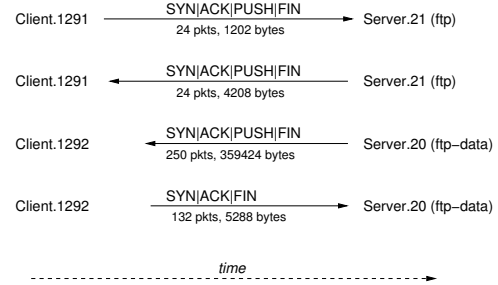 SYN|ACK|PUSH|FIN
Client.1291 Server.21 (ftp)
24 pkts, 1202 bytes
SYN|ACK|PUSH|FIN
Client.1291 Server.21 (ftp)
24 pkts, 4208 bytes
SYN|ACK|PUSH|FIN
Client.1292 Server.20 (ftp−data)
250 pkts, 359424 bytes
SYN|ACK|FIN
Client.1292 Server.20 (ftp−data)
132 pkts, 5288 bytes
time